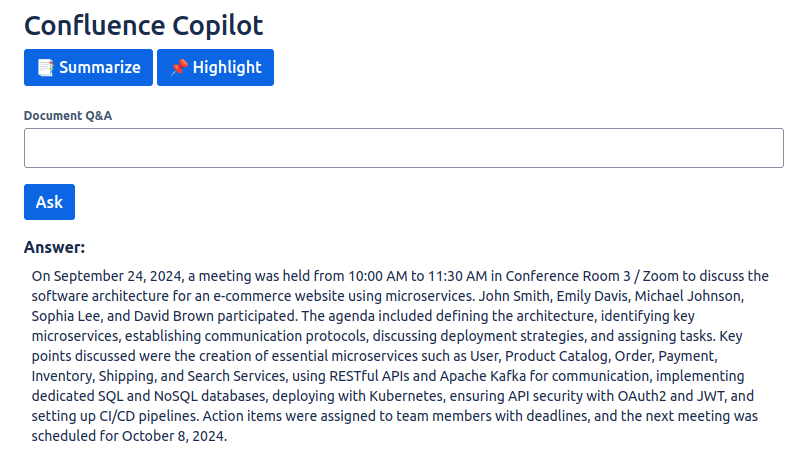 Confluence Copilot
📑 Summarize 📌 Highlight
Document Q&A
Ask
Answer:
On September 24, 2024, a meeting was held from 10:00 AM to 11:30 AM in Conference Room 3 / Zoom to discuss the
software architecture for an e-commerce website using microservices. John Smith, Emily Davis, Michael Johnson,
Sophia Lee, and David Brown participated. The agenda included defining the architecture, identifying key
microservices, establishing communication protocols, discussing deployment strategies, and assigning tasks. Key
points discussed were the creation of essential microservices such as User, Product Catalog, Order, Payment,
Inventory, Shipping, and Search Services, using RESTful APIs and Apache Kafka for communication, implementing
dedicated SQL and NoSQL databases, deploying with Kubernetes, ensuring API security with OAuth2 and JWT, and
setting up CI/CD pipelines. Action items were assigned to team members with deadlines, and the next meeting was
scheduled for October 8, 2024.